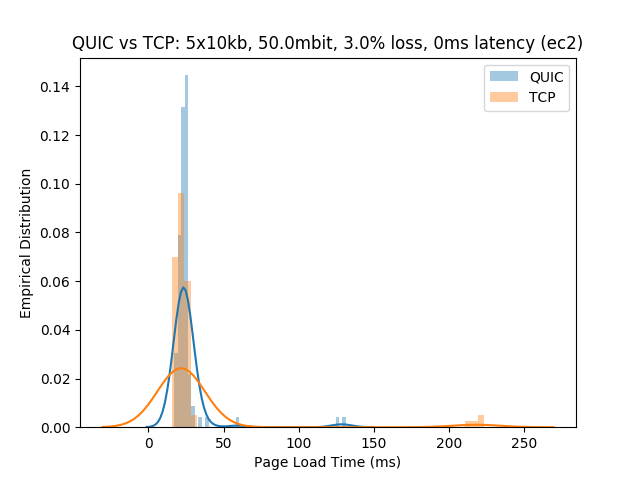 QUIC vs TCP: 5x10kb, 50.0mbit, 3.0% loss, 0ms latency (ec2)
QUIC
TCP
0.14
0.12
0.10
0.08
0.06
0.04
0.02
0.00
Empirical Distribution
0
50
100
150
200
250
Page Load Time (ms)